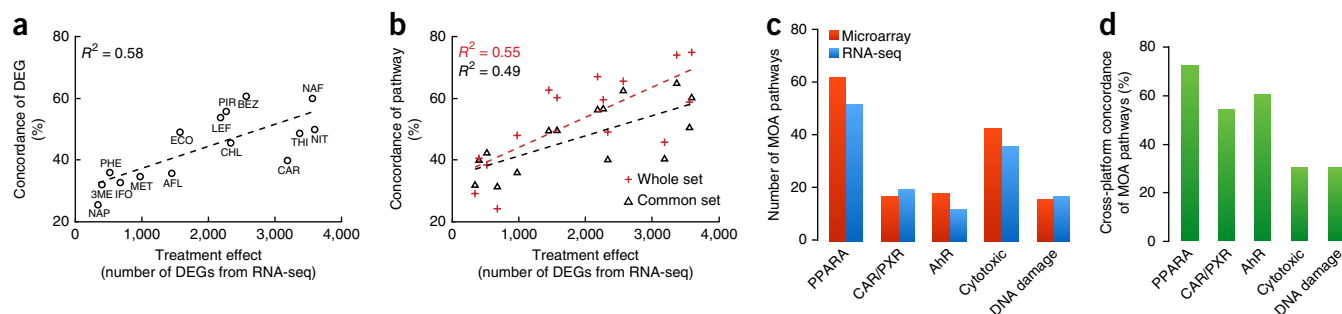 a
R² = 0.58
Concordance of DEG
(%)
80
60
40
20
0
1,000
2,000
3,000
4,000
NAF
PIR
BEZ
LEF
ECO
CHL
THI
NIT
CAR
PHE
3ME
IFO
MET
AFL
NAP
Treatment effect
(number of DEGs from RNA-seq)
b
R² = 0.55
R² = 0.49
Concordance of pathway
(%)
80
60
40
20
0
1,000
2,000
3,000
4,000
+ Whole set
Common set
Treatment effect
(number of DEGs from RNA-seq)
c
Number of MOA pathways
80
60
40
20
0
Microarray
RNA-seq
PPARA
CAR/PXR
AhR
Cytotoxic
DNA damage
d
Cross-platform concordance
of MOA pathways (%)
80
60
40
20
0
PPARA
CAR/PXR
AhR
Cytotoxic
DNA damage